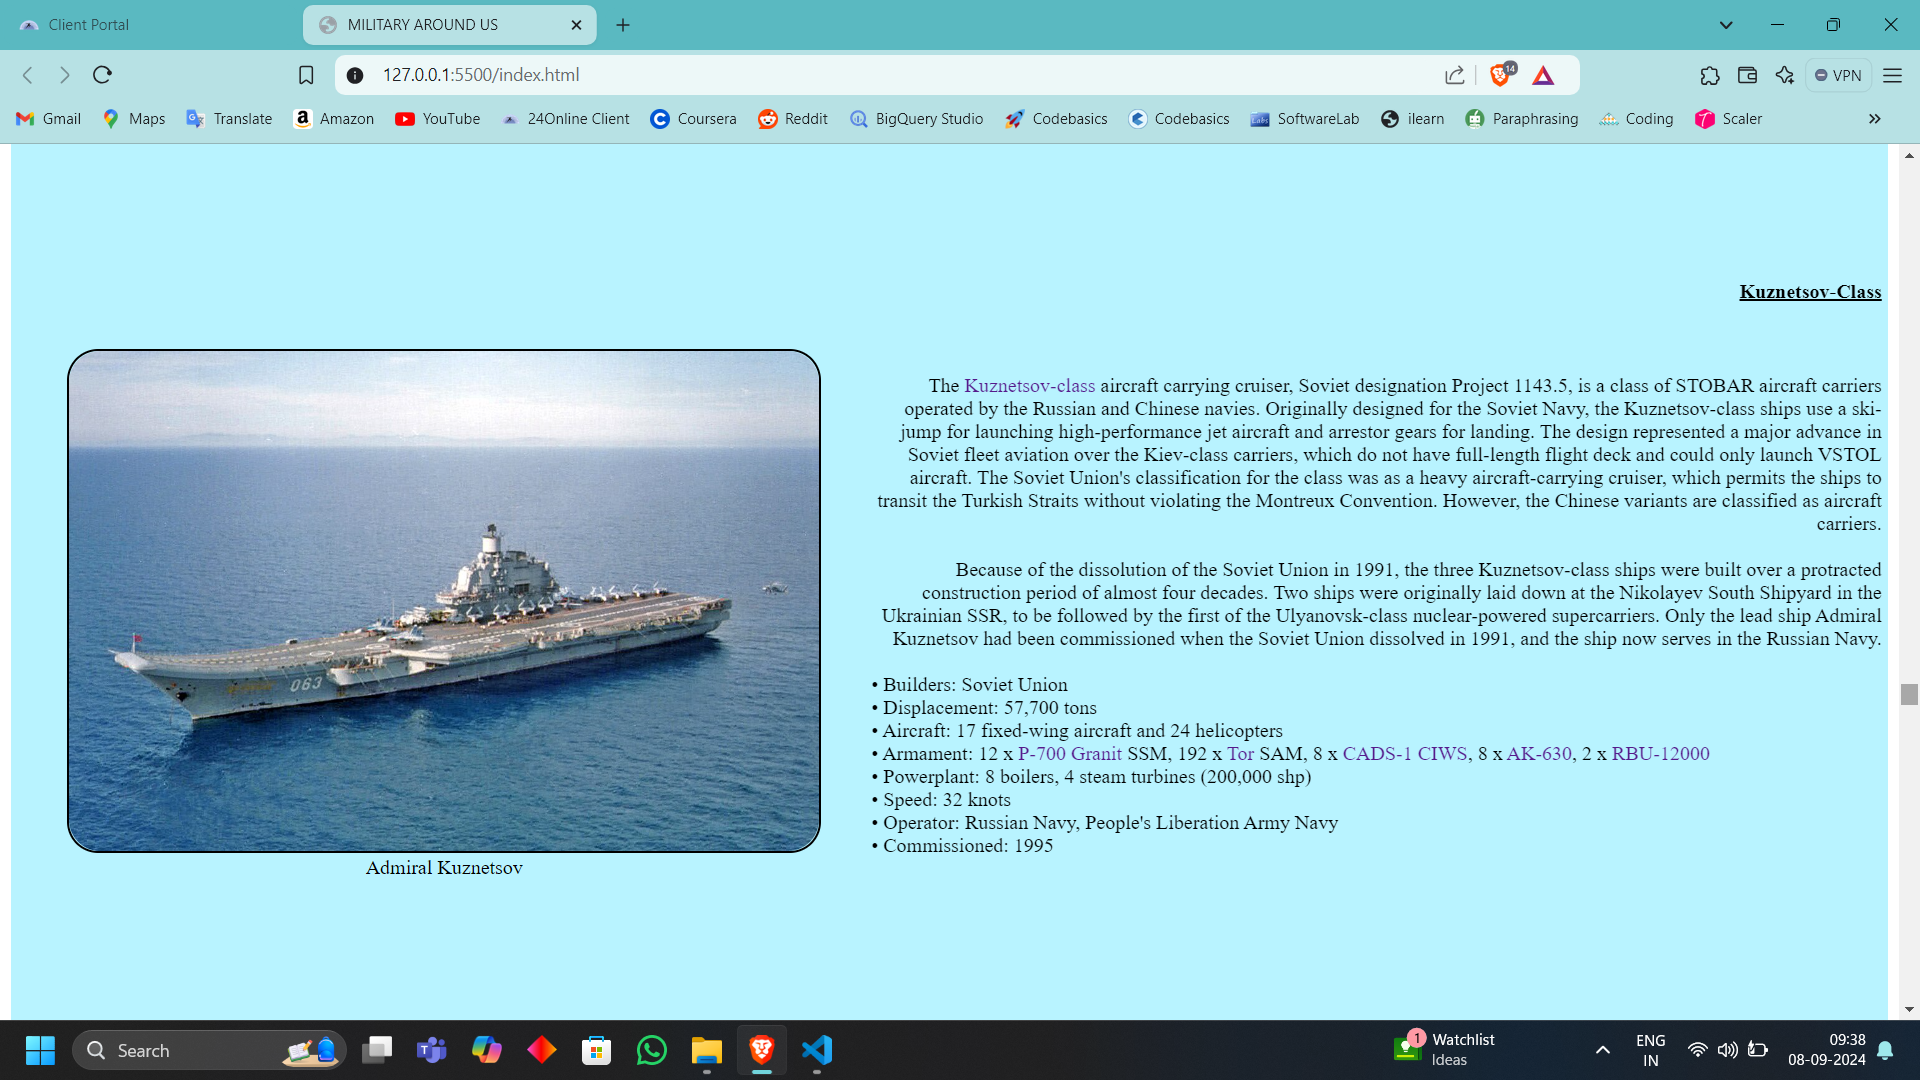 Client Portal
MILITARY AROUND US
127.0.0.1:5500/index.html
14
VPN
Gmail
Maps
Translate
Amazon
YouTube
24Online Client
Coursera
Reddit
BigQuery Studio
Codebasics
Codebasics
SoftwareLab
ilearn
Paraphrasing
Coding
Scaler
Kuznetsov-Class
063
Admiral Kuznetsov
The Kuznetsov-class aircraft carrying cruiser, Soviet designation Project 1143.5, is a class of STOBAR aircraft carriers
operated by the Russian and Chinese navies. Originally designed for the Soviet Navy, the Kuznetsov-class ships use a ski-
jump for launching high-performance jet aircraft and arrestor gears for landing. The design represented a major advance in
Soviet fleet aviation over the Kiev-class carriers, which do not have full-length flight deck and could only launch VSTOL
aircraft. The Soviet Union's classification for the class was as a heavy aircraft-carrying cruiser, which permits the ships to
transit the Turkish Straits without violating the Montreux Convention. However, the Chinese variants are classified as aircraft
carriers.
Because of the dissolution of the Soviet Union in 1991, the three Kuznetsov-class ships were built over a protracted
construction period of almost four decades. Two ships were originally laid down at the Nikolayev South Shipyard in the
Ukrainian SSR, to be followed by the first of the Ulyanovsk-class nuclear-powered supercarriers. Only the lead ship Admiral
Kuznetsov had been commissioned when the Soviet Union dissolved in 1991, and the ship now serves in the Russian Navy.
• Builders: Soviet Union
• Displacement: 57,700 tons
• Aircraft: 17 fixed-wing aircraft and 24 helicopters
• Armament: 12 x P-700 Granit SSM, 192 x Tor SAM, 8 x CADS-1 CIWS, 8 x AK-630, 2 x RBU-12000
• Powerplant: 8 boilers, 4 steam turbines (200,000 shp)
• Speed: 32 knots
• Operator: Russian Navy, People's Liberation Army Navy
• Commissioned: 1995
Search
1
Watchlist
Ideas
ENG
IN
09:38
08-09-2024